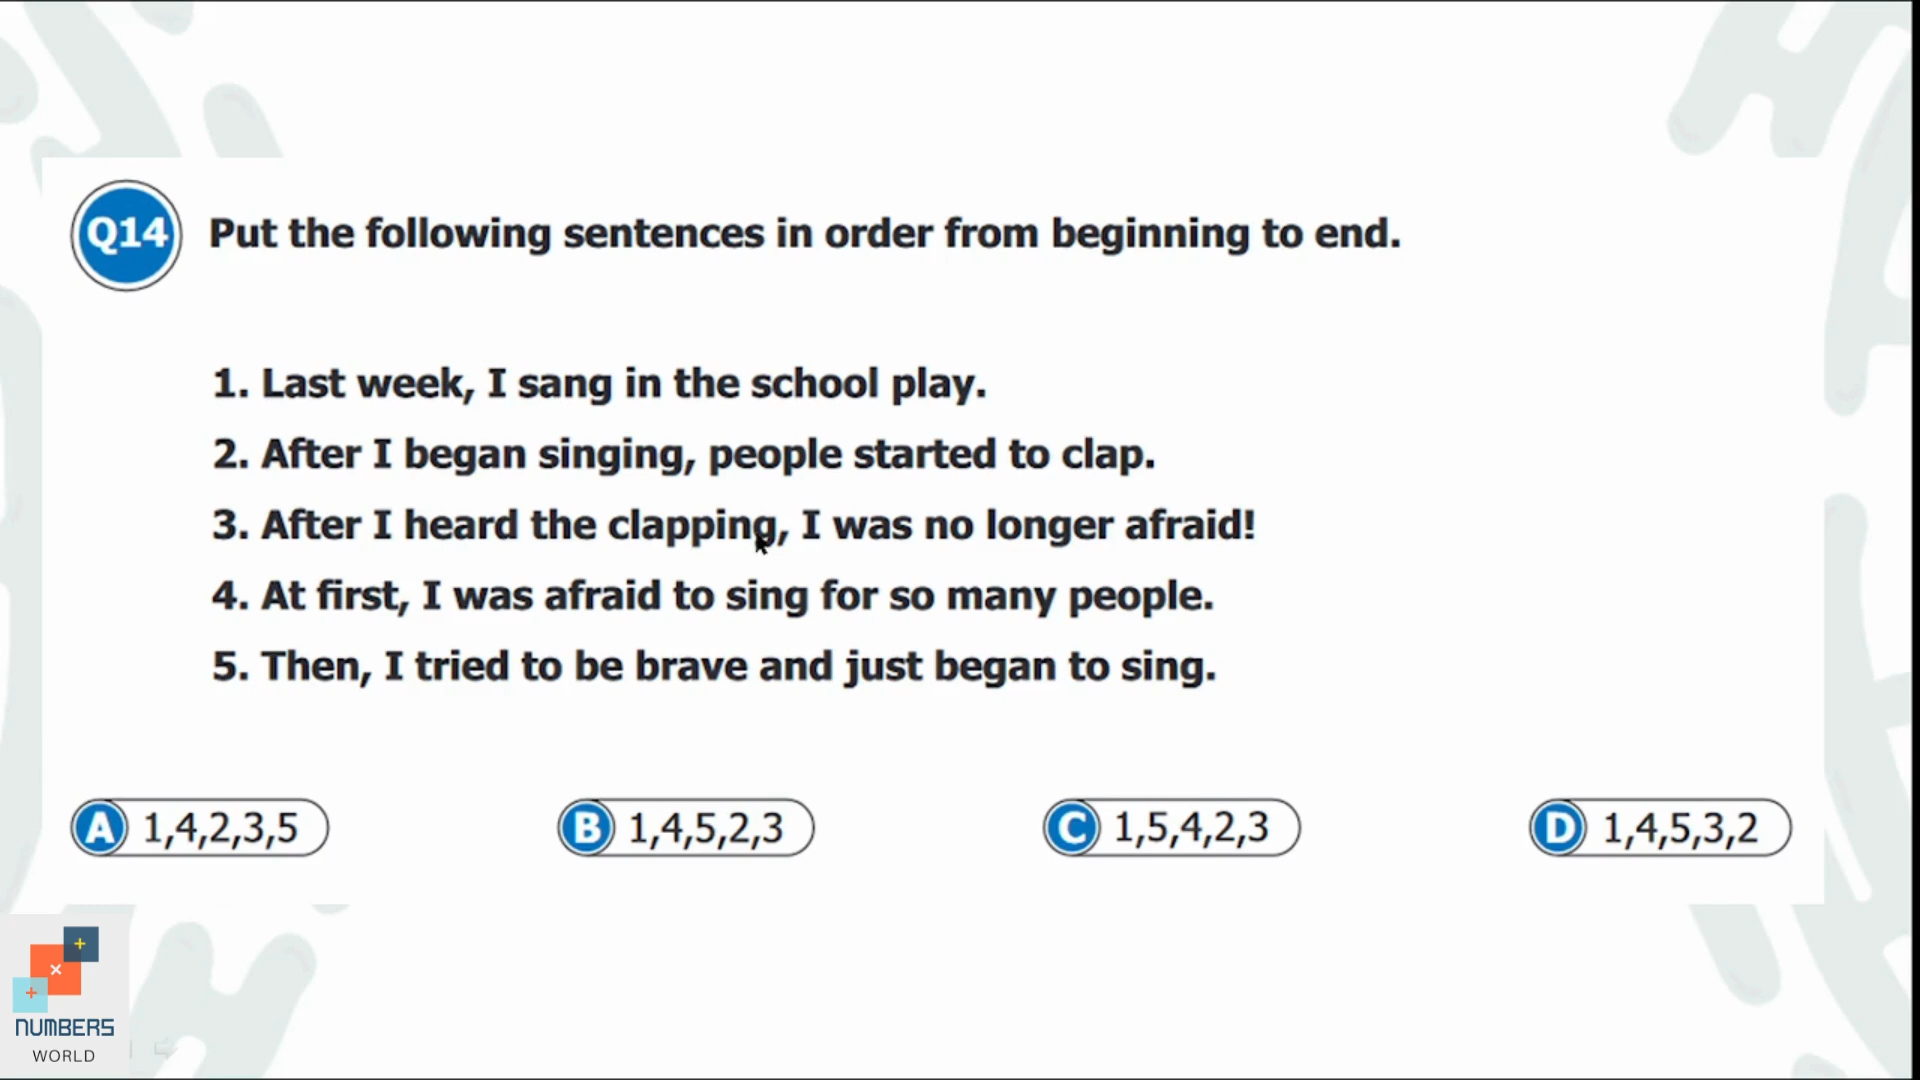 Q14 Put the following sentences in order from beginning to end.
1. Last week, I sang in the school play.
2. After I began singing, people started to clap.
3. After I heard the clapping, I was no longer afraid!
4. At first, I was afraid to sing for so many people.
5. Then, I tried to be brave and just began to sing.
A 1,4,2,3,5 B 1,4,5,2,3 C 1,5,4,2,3 D 1,4,5,3,2
+
×
+
NUMBERS
WORLD